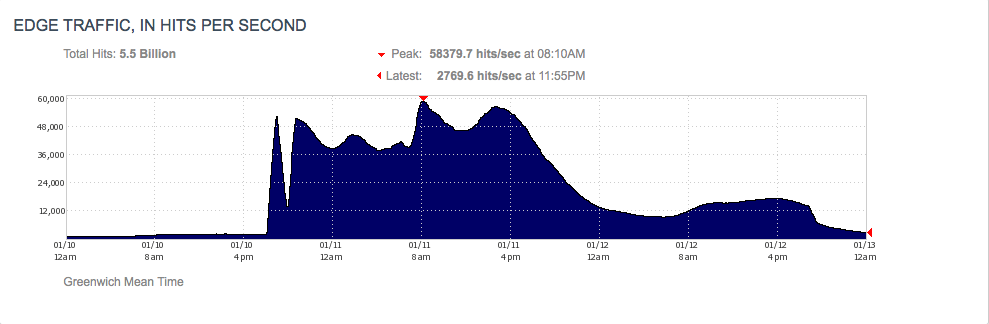 EDGE TRAFFIC, IN HITS PER SECOND
Total Hits: 5.5 Billion
Peak: 58379.7 hits/sec at 08:10AM
Latest: 2769.6 hits/sec at 11:55PM
60,000
48,000
36,000
24,000
12,000
01/10 01/10 01/10 01/11 01/11 01/11 01/12 01/12 01/12 01/13
12am 8am 4pm 12am 8am 4pm 12am 8am 4pm 12am
Greenwich Mean Time